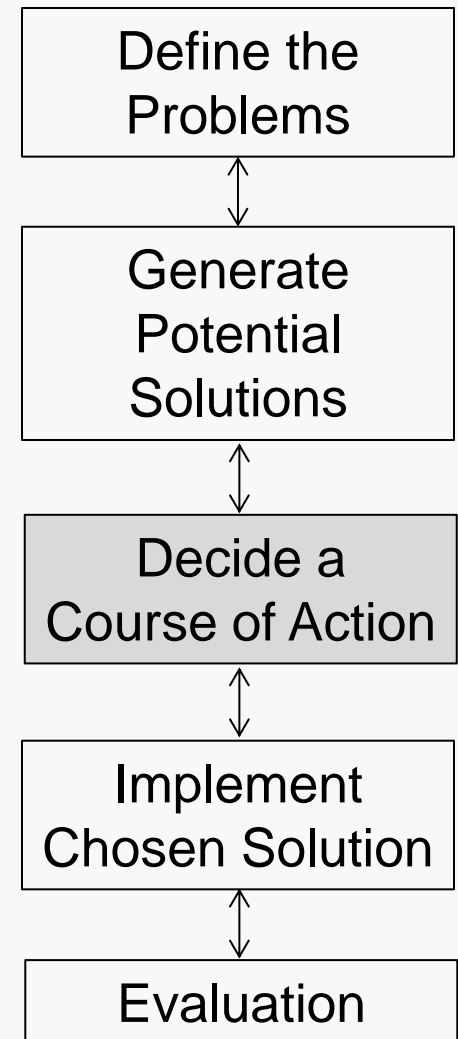 Define the
Problems
Generate
Potential
Solutions
Decide a
Course of Action
Implement
Chosen Solution
Evaluation